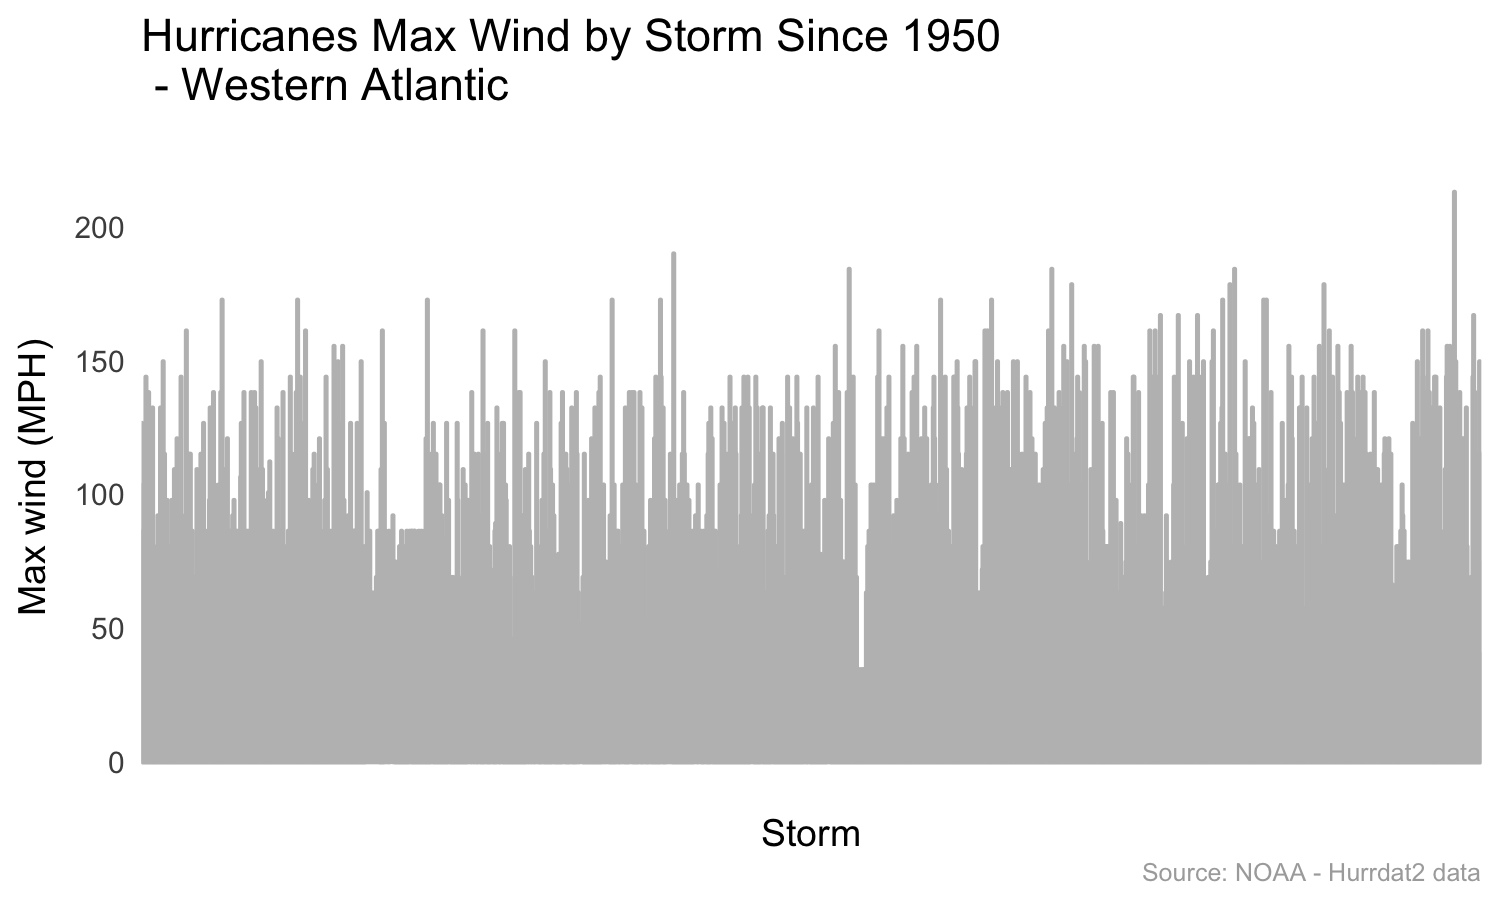 Hurricanes Max Wind by Storm Since 1950
- Western Atlantic
200
150
100
50
0
Max wind (MPH)
Storm
Source: NOAA - Hurrdat2 data